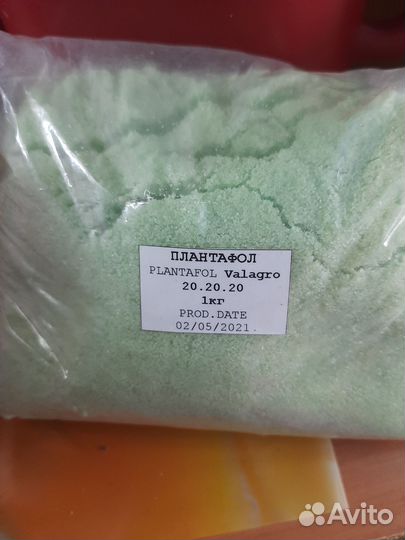 ПЛАНТАФОЛ
PLANTAFOL Valagro
20.20.20
1кг
PROD.DATE
02/05/2021.
Avito